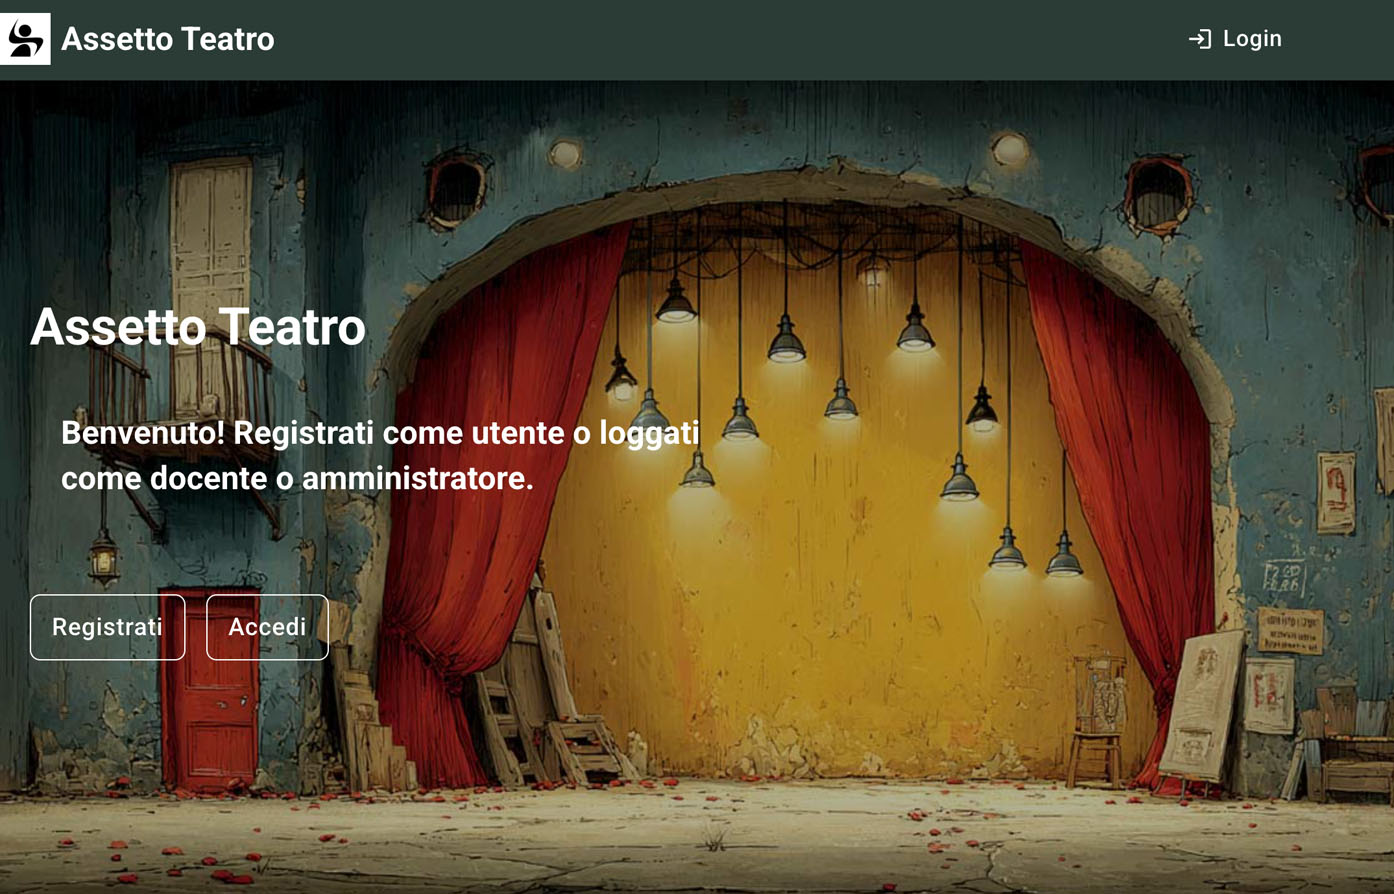 Assetto Teatro
Login
Assetto Teatro
Benvenuto! Registrati come utente o loggati
come docente o amministratore.
Registrati
Accedi